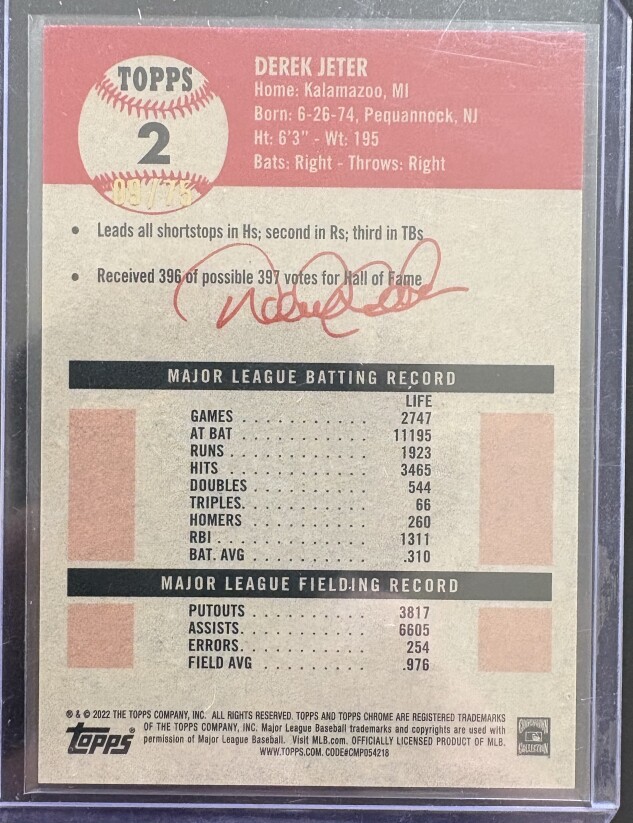 TOPPS
2
09/75
DEREK JETER
Home: Kalamazoo, MI
Born: 6-26-74, Pequannock, NJ
Ht: 6'3" - Wt: 195
Bats: Right - Throws: Right
• Leads all shortstops in Hs; second in Rs; third in TBs
• Received 396 of possible 397 votes for Hall of Fame
MAJOR LEAGUE BATTING RECORD
LIFE
GAMES . . . . . . . . . . . 2747
AT BAT . . . . . . . . . . . 11195
RUNS . . . . . . . . . . . 1923
HITS . . . . . . . . . . . 3465
DOUBLES . . . . . . . . . . 544
TRIPLES. . . . . . . . . . . 66
HOMERS . . . . . . . . . . 260
RBI . . . . . . . . . . . . 1311
BAT. AVG . . . . . . . . . . .310
MAJOR LEAGUE FIELDING RECORD
PUTOUTS . . . . . . . . . . 3817
ASSISTS. . . . . . . . . . . 6605
ERRORS. . . . . . . . . . . 254
FIELD AVG . . . . . . . . . .976
® & © 2022 THE TOPPS COMPANY, INC. ALL RIGHTS RESERVED. TOPPS AND TOPPS CHROME ARE REGISTERED TRADEMARKS
OF THE TOPPS COMPANY, INC. Major League Baseball trademarks and copyrights are used with
permission of Major League Baseball. Visit MLB.com. OFFICIALLY LICENSED PRODUCT OF MLB.
WWW.TOPPS.COM. CODE#CMP054218
Topps®
COLLECTION